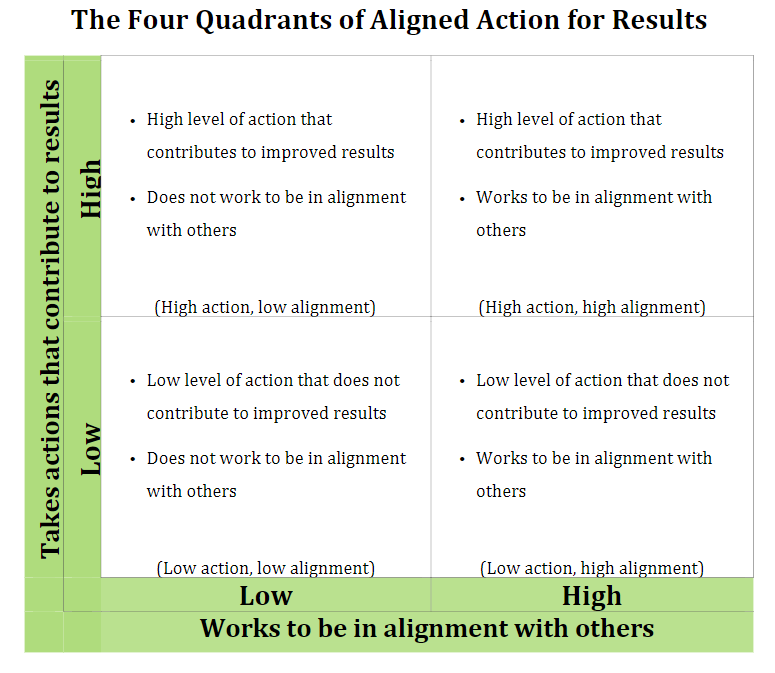 The Four Quadrants of Aligned Action for Results
Takes actions that contribute to results
High
• High level of action that
contributes to improved results
• Does not work to be in alignment
with others
(High action, low alignment)
• High level of action that
contributes to improved results
• Works to be in alignment with
others
(High action, high alignment)
Low
• Low level of action that does not
contribute to improved results
• Does not work to be in alignment
with others
(Low action, low alignment)
• Low level of action that does not
contribute to improved results
• Works to be in alignment with
others
(Low action, high alignment)
Low
High
Works to be in alignment with others